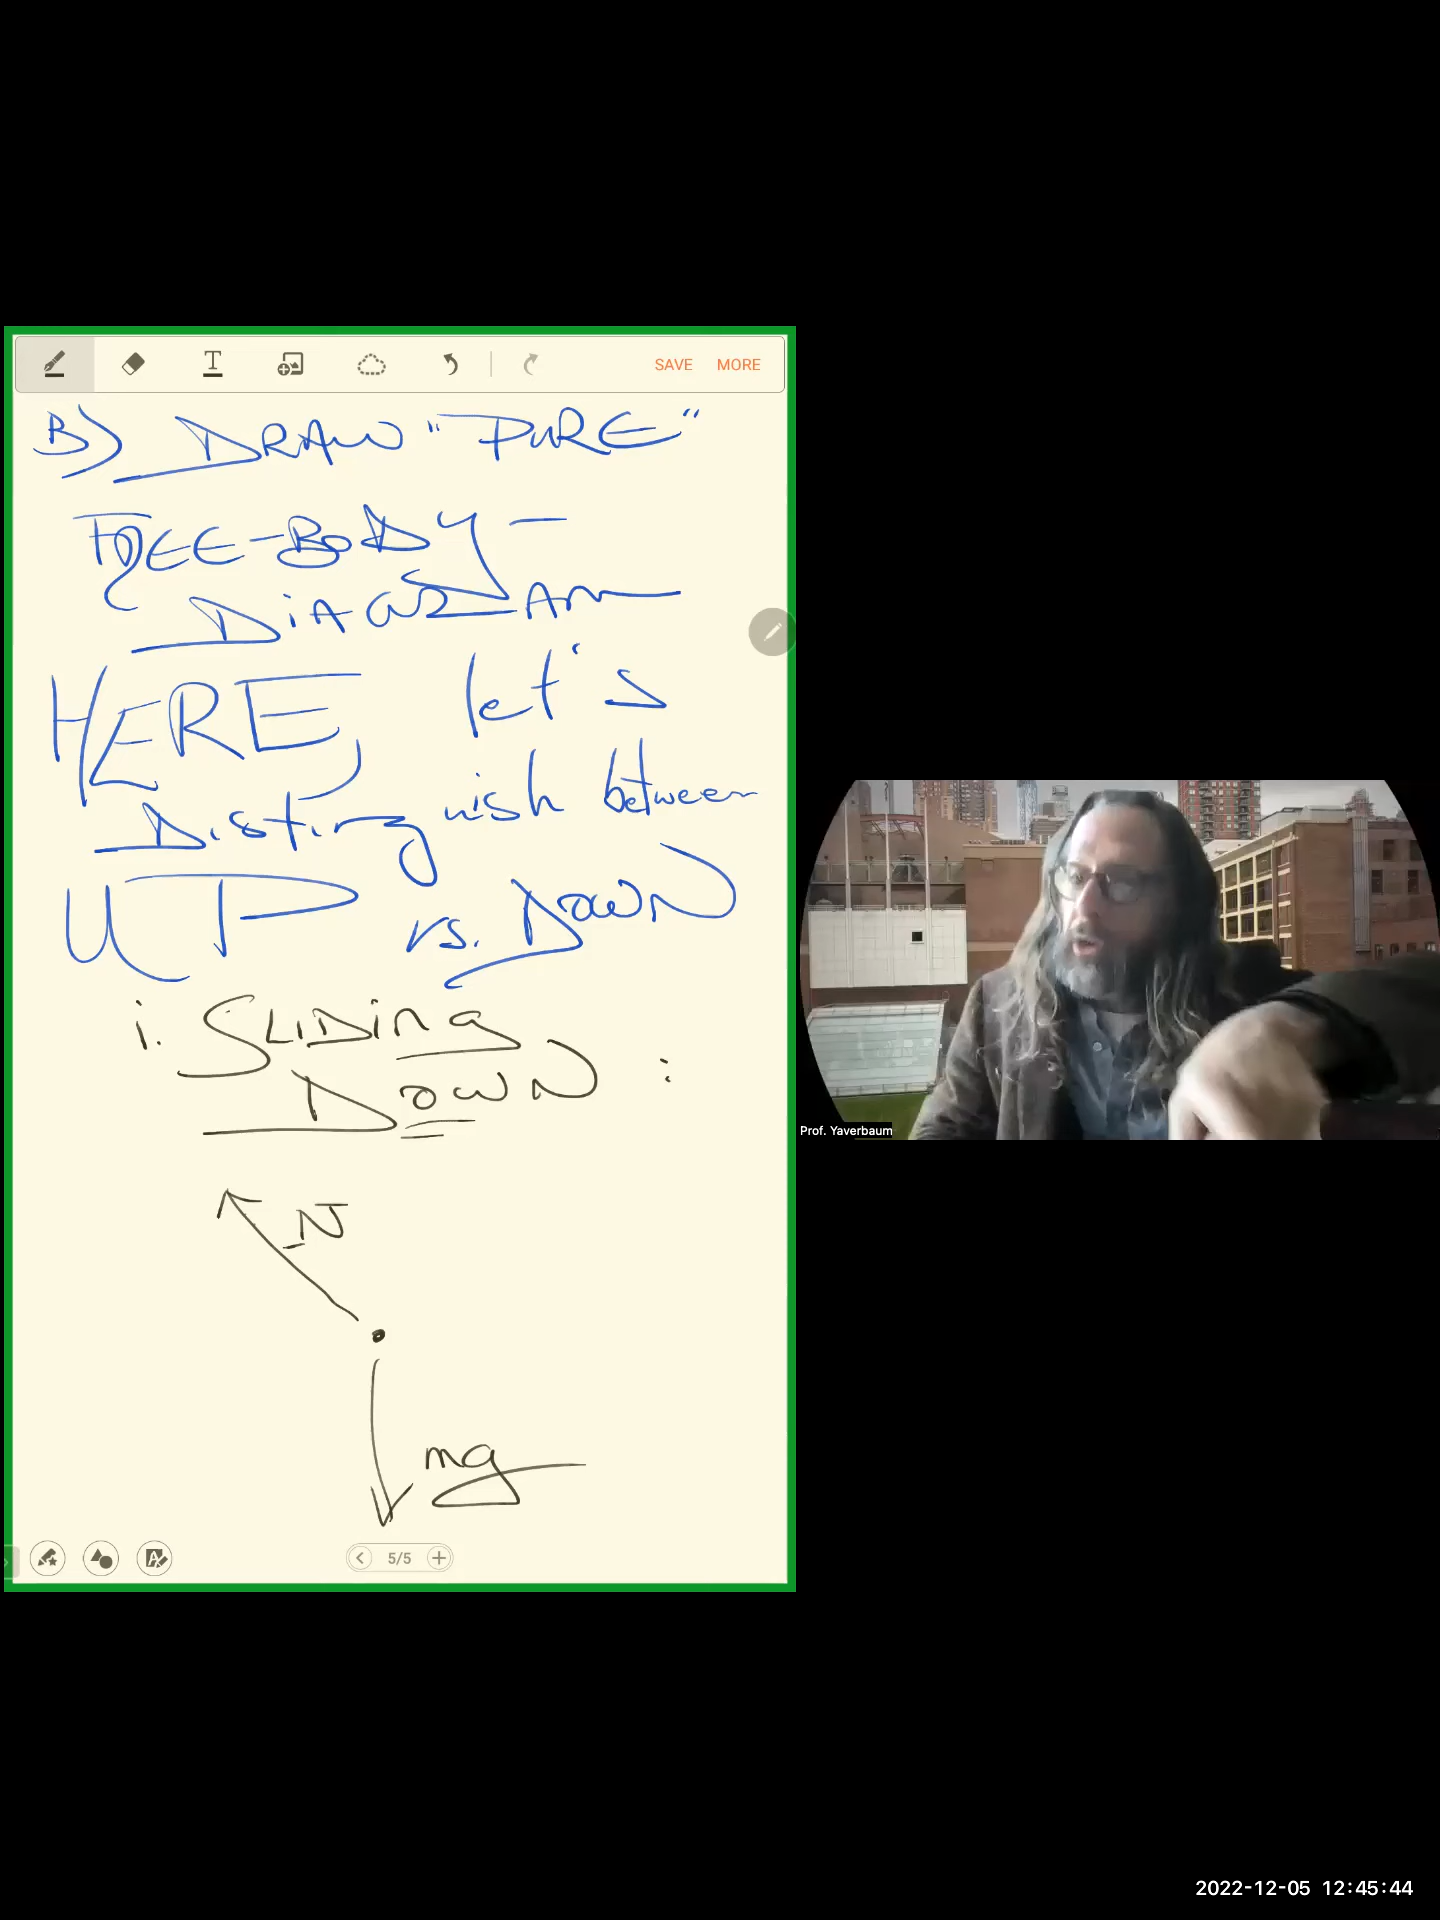 SAVE MORE
B) DRAW "PURE"
FREE-BODY-
DIAGRAM
HERE, let's
Distinguish between
UP vs. DOWN
i. SLIDING
DOWN :
N
mg
5/5
Prof. Yaverbaum
2022-12-05 12:45:44